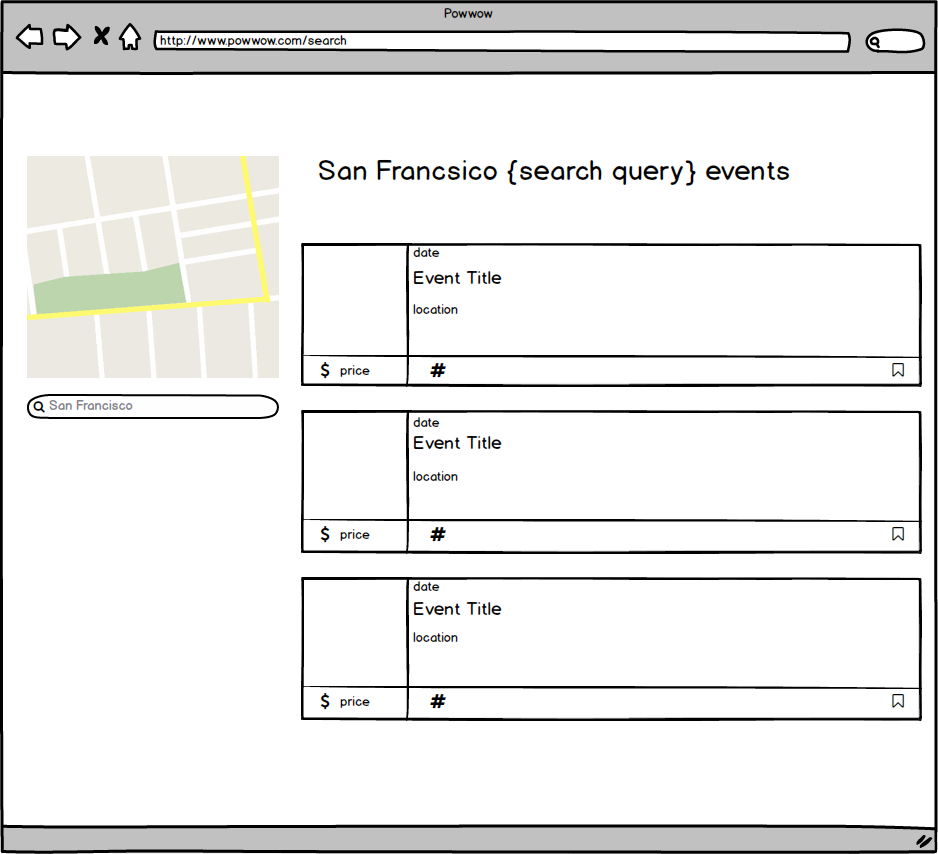 Powwow
http://www.powwow.com/search
San Francsico {search query} events
San Francisco
date
Event Title
location
$ price #
date
Event Title
location
$ price #
date
Event Title
location
$ price #